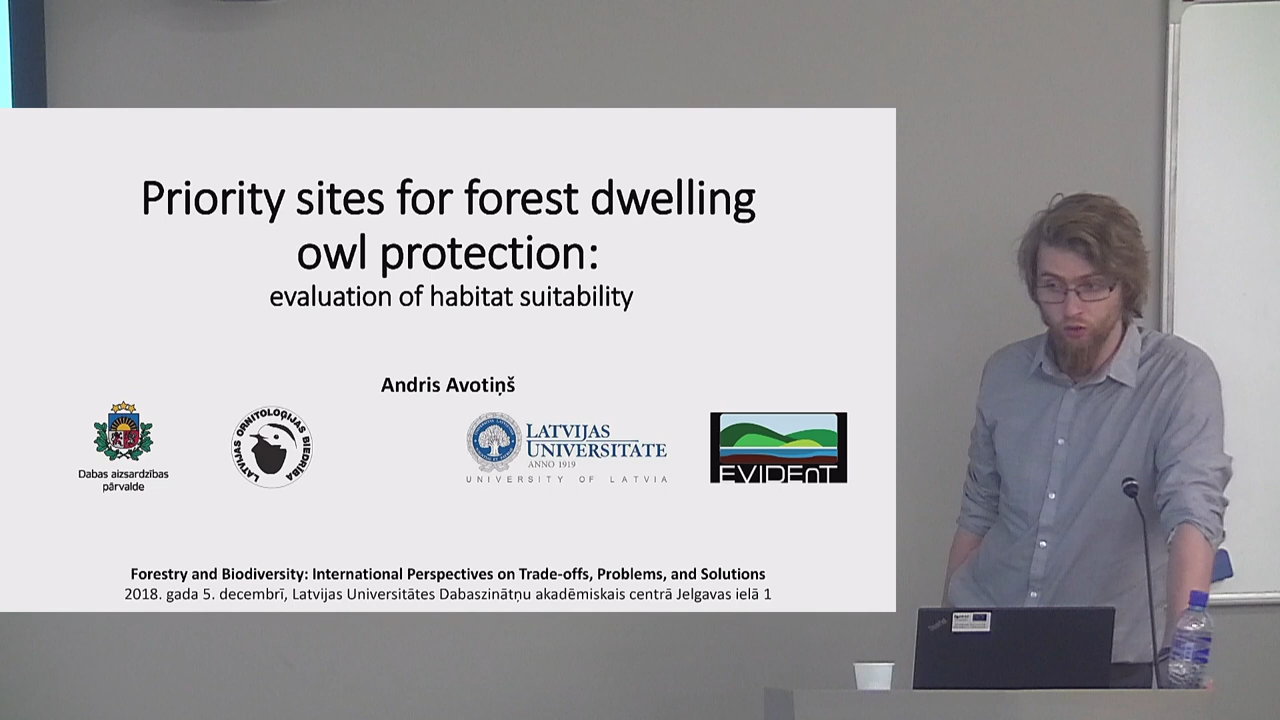 Priority sites for forest dwelling
owl protection:
evaluation of habitat suitability
Andris Avotiņš
Dabas aizsardzības
pārvalde
LATVIJAS ORNITOLOĢIJAS BIEDRĪBA
LATVIJAS
UNIVERSITATE
ANNO 1919
UNIVERSITY OF LATVIA
EVIDEnT
Forestry and Biodiversity: International Perspectives on Trade-offs, Problems, and Solutions
2018. gada 5. decembrī, Latvijas Universitātes Dabaszinātņu akadēmiskais centrā Jelgavas ielā 1
ThinkPad